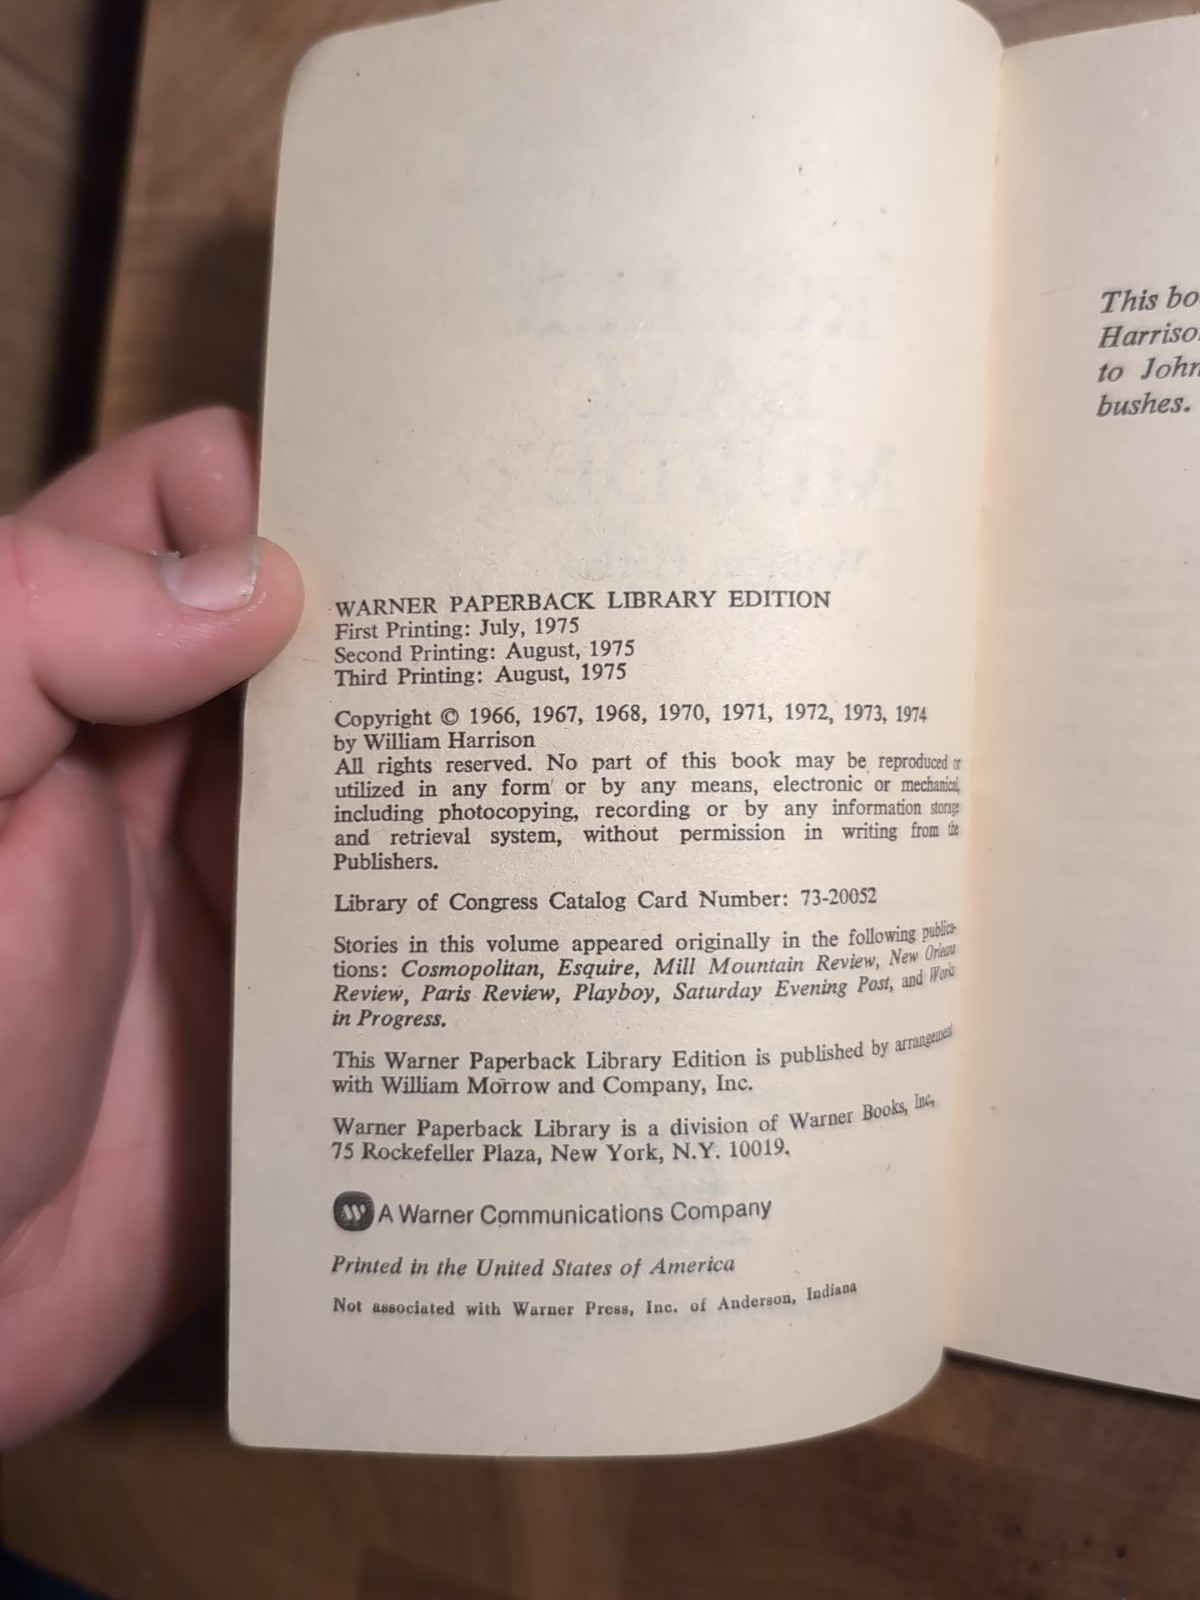 WARNER PAPERBACK LIBRARY EDITION
First Printing: July, 1975
Second Printing: August, 1975
Third Printing: August, 1975
Copyright © 1966, 1967, 1968, 1970, 1971, 1972, 1973, 1974
by William Harrison
All rights reserved. No part of this book may be reproduced or
utilized in any form or by any means, electronic or mechanical,
including photocopying, recording or by any information storage
and retrieval system, without permission in writing from the
Publishers.
Library of Congress Catalog Card Number: 73-20052
Stories in this volume appeared originally in the following publica-
tions: Cosmopolitan, Esquire, Mill Mountain Review, New Orleans
Review, Paris Review, Playboy, Saturday Evening Post, and Works
in Progress.
This Warner Paperback Library Edition is published by arrangement
with William Morrow and Company, Inc.
Warner Paperback Library is a division of Warner Books, Inc,
75 Rockefeller Plaza, New York, N.Y. 10019.
W A Warner Communications Company
Printed in the United States of America
Not associated with Warner Press, Inc. of Anderson, Indiana
This bo
Harriso
to John
bushes.